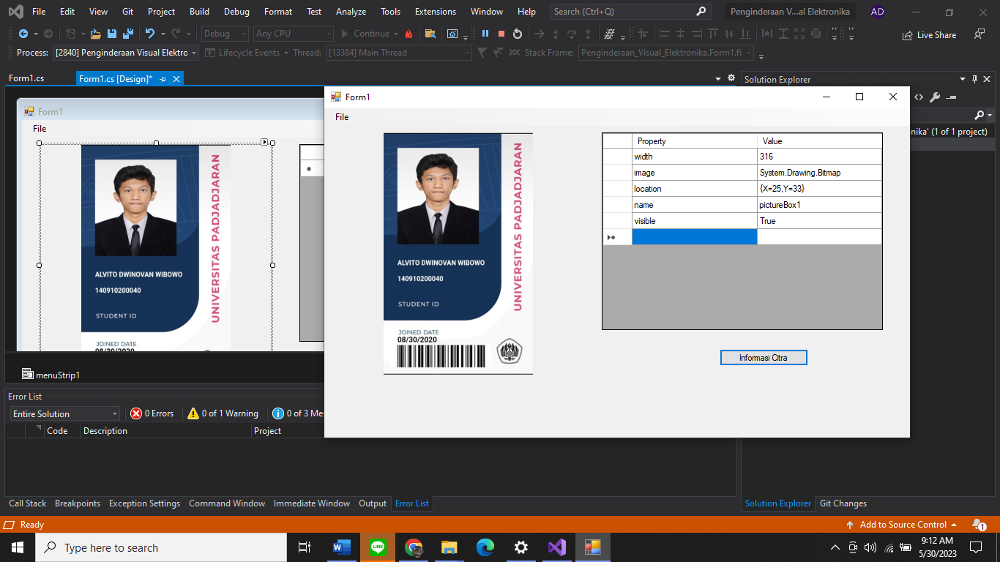 File Edit View Git Project Build Debug Format Test Analyze Tools Extensions Window Help Search (Ctrl+Q) Penginderaan V...al Elektronika AD
Debug Any CPU Continue Live Share
Process: [2840] Penginderaan Visual Elektro Lifecycle Events Thread: [13384] Main Thread Stack Frame: Penginderaan_Visual_Elektronika.Form1.fi
Form1.cs Form1.cs [Design]*
Solution Explorer
Form1
File
ALVITO DWINOVAN WIBOWO
140910200040
STUDENT ID
JOINED DATE
08/30/2020
UNIVERSITAS PADJADJARAN
menuStrip1
Form1
File
ALVITO DWINOVAN WIBOWO
140910200040
STUDENT ID
JOINED DATE
08/30/2020
UNIVERSITAS PADJADJARAN
Property Value
width 316
image System.Drawing.Bitmap
location {X=25,Y=33}
name pictureBox1
visible True
Informasi Citra
nika' (1 of 1 project)
Error List
Entire Solution 0 Errors 0 of 1 Warning 0 of 3 Me
Code Description Project
Call Stack Breakpoints Exception Settings Command Window Immediate Window Output Error List
Solution Explorer Git Changes
Ready Add to Source Control 1
Type here to search
9:12 AM
5/30/2023